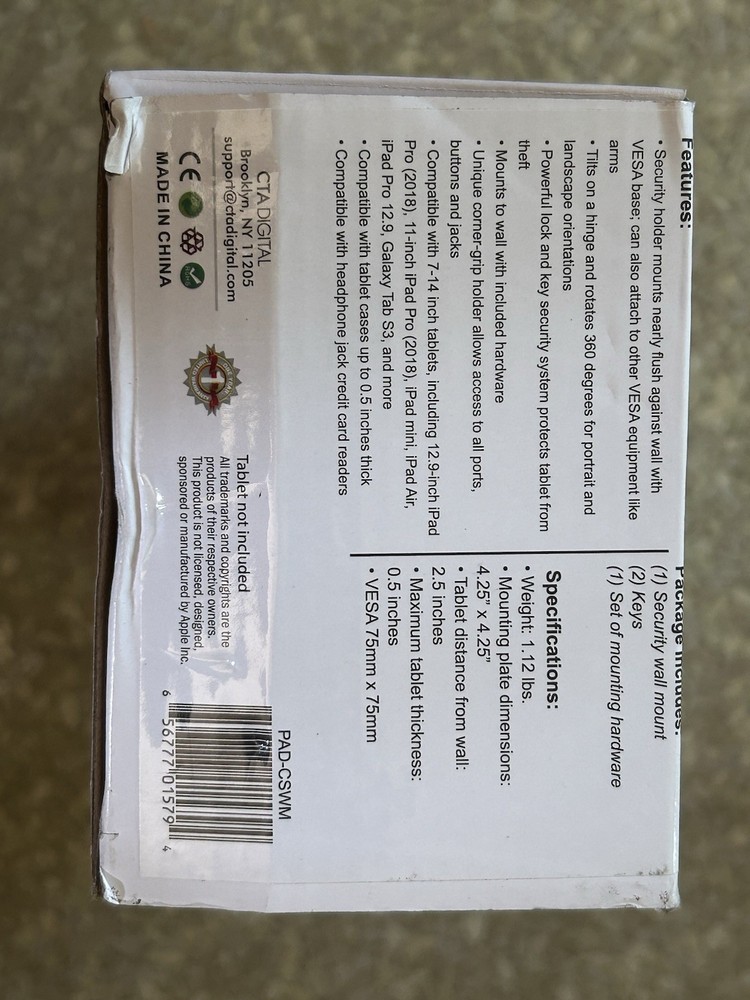 Features:
• Security holder mounts nearly flush against wall with
VESA base; can also attach to other VESA equipment like
arms
• Tilts on a hinge and rotates 360 degrees for portrait and
landscape orientations
• Powerful lock and key security system protects tablet from
theft
• Mounts to wall with included hardware
• Unique corner-grip holder allows access to all ports,
buttons and jacks
• Compatible with 7-14 inch tablets, including 12.9-inch iPad
Pro (2018), 11-inch iPad Pro (2018), iPad mini, iPad Air,
iPad Pro 12.9, Galaxy Tab S3, and more
• Compatible with tablet cases up to 0.5 inches thick
• Compatible with headphone jack credit card readers
Package Includes:
(1) Security wall mount
(2) Keys
(1) Set of mounting hardware
Specifications:
• Weight: 1.12 lbs.
• Mounting plate dimensions:
4.25” x 4.25”
• Tablet distance from wall:
2.5 inches
• Maximum tablet thickness:
0.5 inches
• VESA 75mm x 75mm
CTA DIGITAL
Brooklyn, NY 11205
support@ctadigital.com
CE
MADE IN CHINA
1
Tablet not included
All trademarks and copyrights are the
products of their respective owners.
This product is not licensed, designed,
sponsored or manufactured by Apple Inc.
PAD-CSWM
6 56777 01579 4